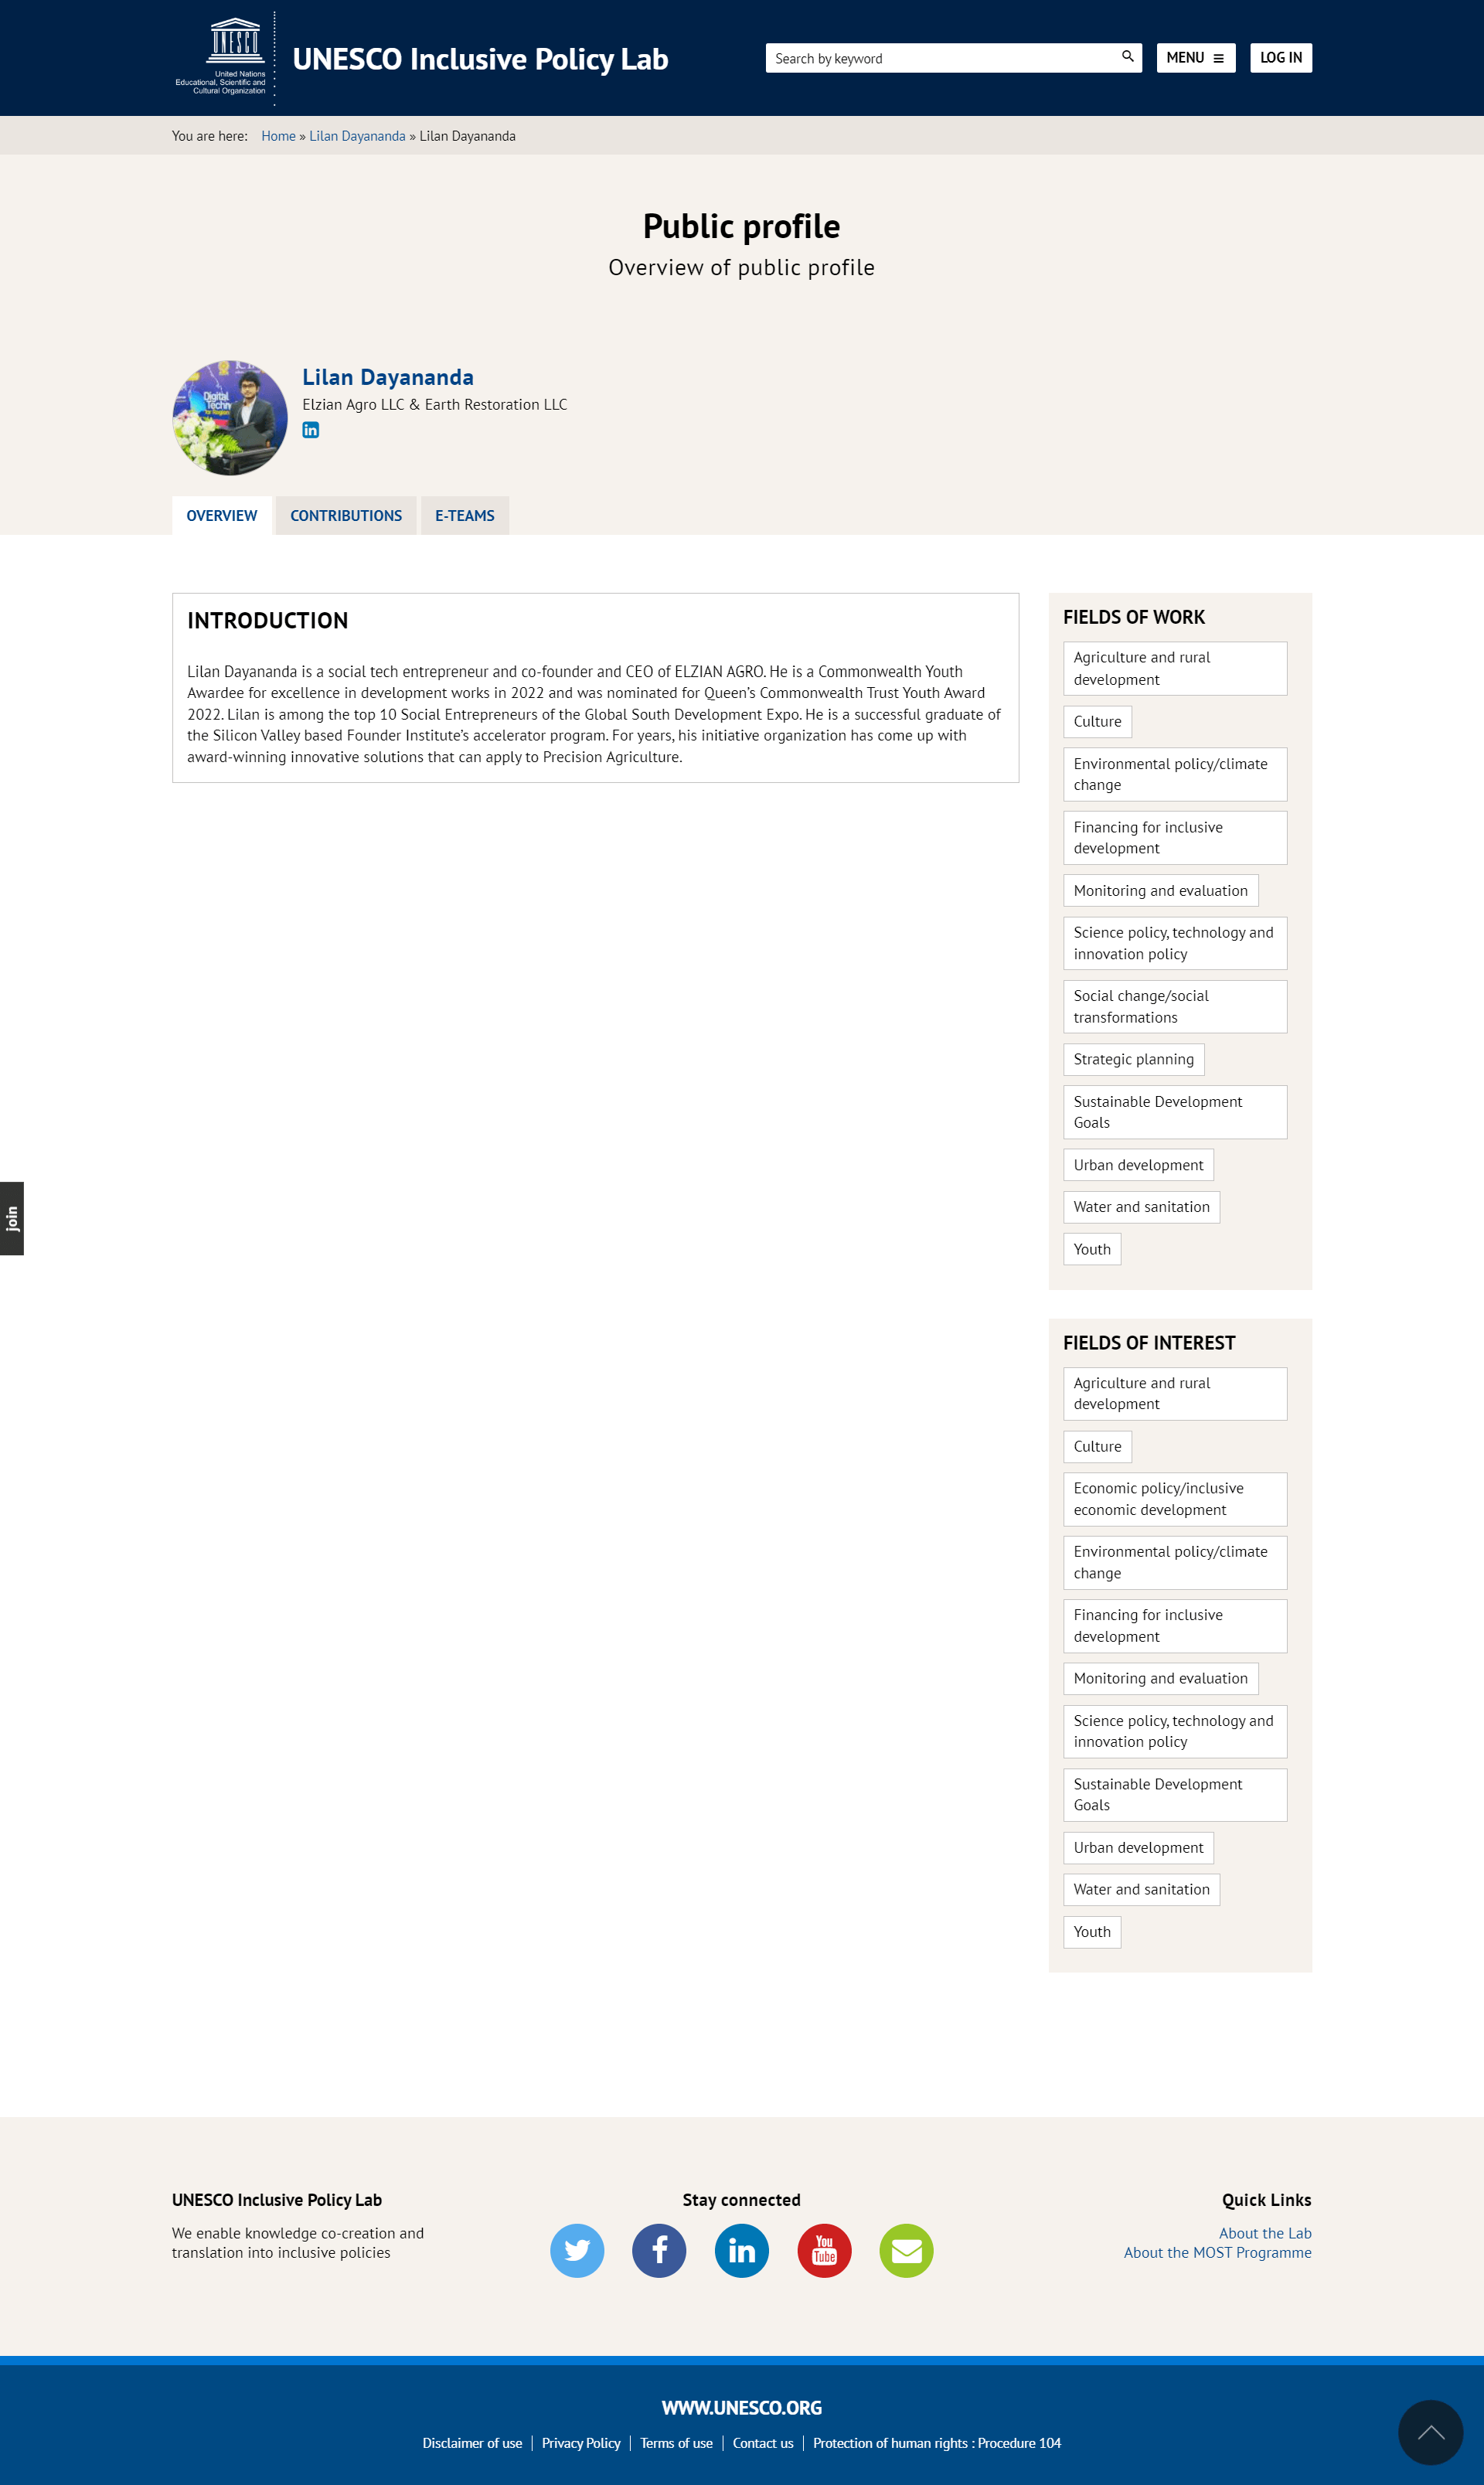 UNESCO
United Nations
Educational, Scientific and
Cultural Organization
UNESCO Inclusive Policy Lab
Search by keyword
MENU
LOG IN
You are here: Home » Lilan Dayananda » Lilan Dayananda
Public profile
Overview of public profile
Digital
Lilan Dayananda
Elzian Agro LLC & Earth Restoration LLC
in
OVERVIEW
CONTRIBUTIONS
E-TEAMS
INTRODUCTION
Lilan Dayananda is a social tech entrepreneur and co-founder and CEO of ELZIAN AGRO. He is a Commonwealth Youth
Awardee for excellence in development works in 2022 and was nominated for Queen’s Commonwealth Trust Youth Award
2022. Lilan is among the top 10 Social Entrepreneurs of the Global South Development Expo. He is a successful graduate of
the Silicon Valley based Founder Institute’s accelerator program. For years, his initiative organization has come up with
award-winning innovative solutions that can apply to Precision Agriculture.
FIELDS OF WORK
Agriculture and rural
development
Culture
Environmental policy/climate
change
Financing for inclusive
development
Monitoring and evaluation
Science policy, technology and
innovation policy
Social change/social
transformations
Strategic planning
Sustainable Development
Goals
Urban development
Water and sanitation
Youth
join
FIELDS OF INTEREST
Agriculture and rural
development
Culture
Economic policy/inclusive
economic development
Environmental policy/climate
change
Financing for inclusive
development
Monitoring and evaluation
Science policy, technology and
innovation policy
Sustainable Development
Goals
Urban development
Water and sanitation
Youth
UNESCO Inclusive Policy Lab
We enable knowledge co-creation and
translation into inclusive policies
Stay connected
f
in
You
Tube
Quick Links
About the Lab
About the MOST Programme
WWW.UNESCO.ORG
Disclaimer of use
Privacy Policy
Terms of use
Contact us
Protection of human rights : Procedure 104